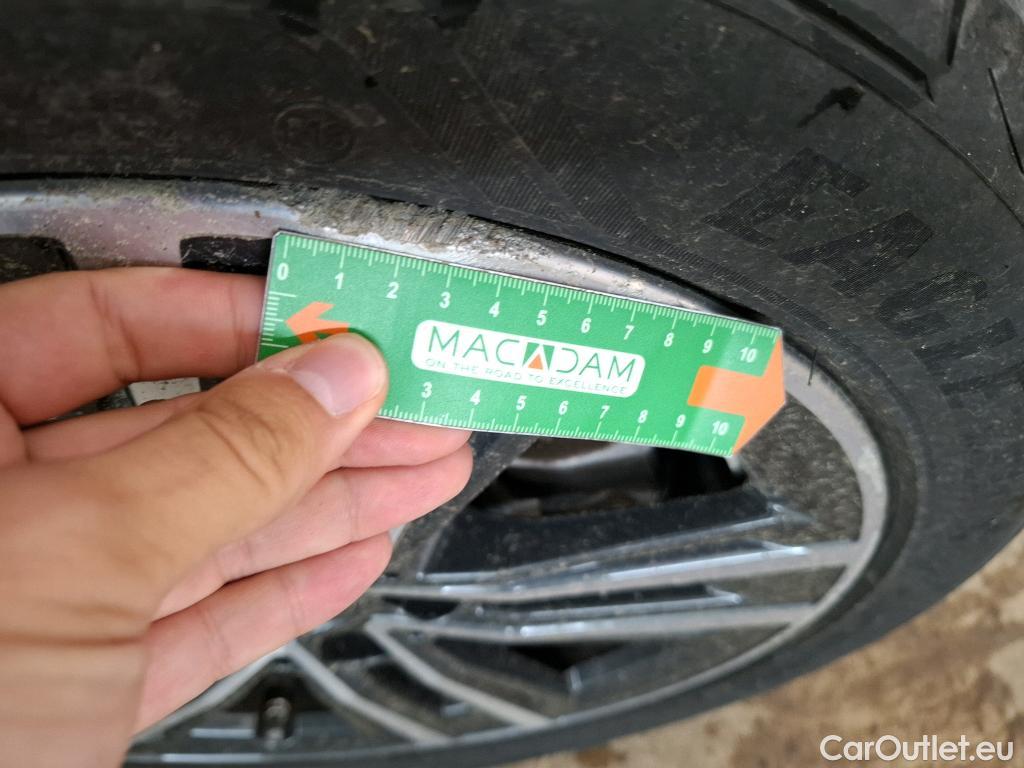 EAGLE
0 1 2 3 4 5 6 7 8 9 10
MACADAM
ON THE ROAD TO EXCELLENCE
3 4 5 6 7 8 9 10
CarOutlet.eu